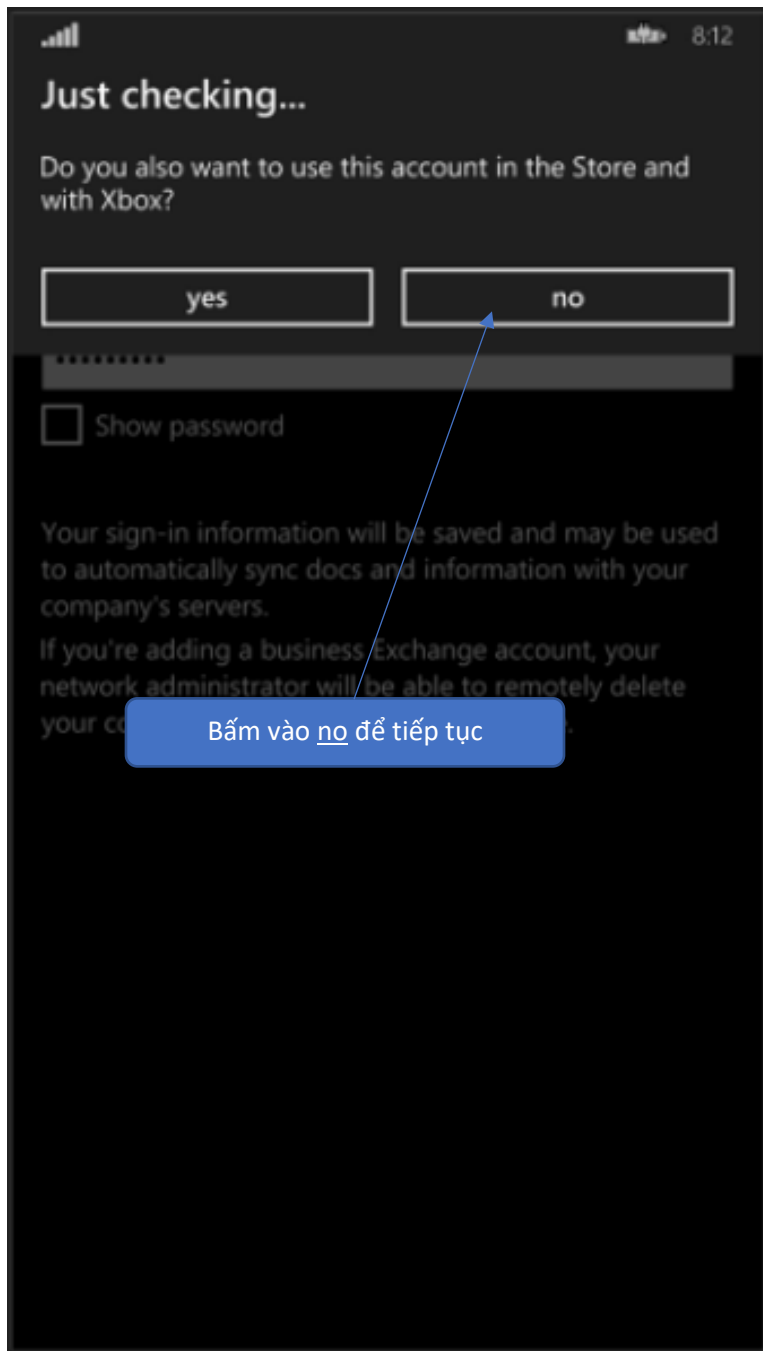 8:12
Just checking...
Do you also want to use this account in the Store and
with Xbox?
yes
no
Show password
Your sign-in information will be saved and may be used
to automatically sync docs and information with your
company's servers.
If you're adding a business Exchange account, your
network administrator will be able to remotely delete
your
Bấm vào no để tiếp tục